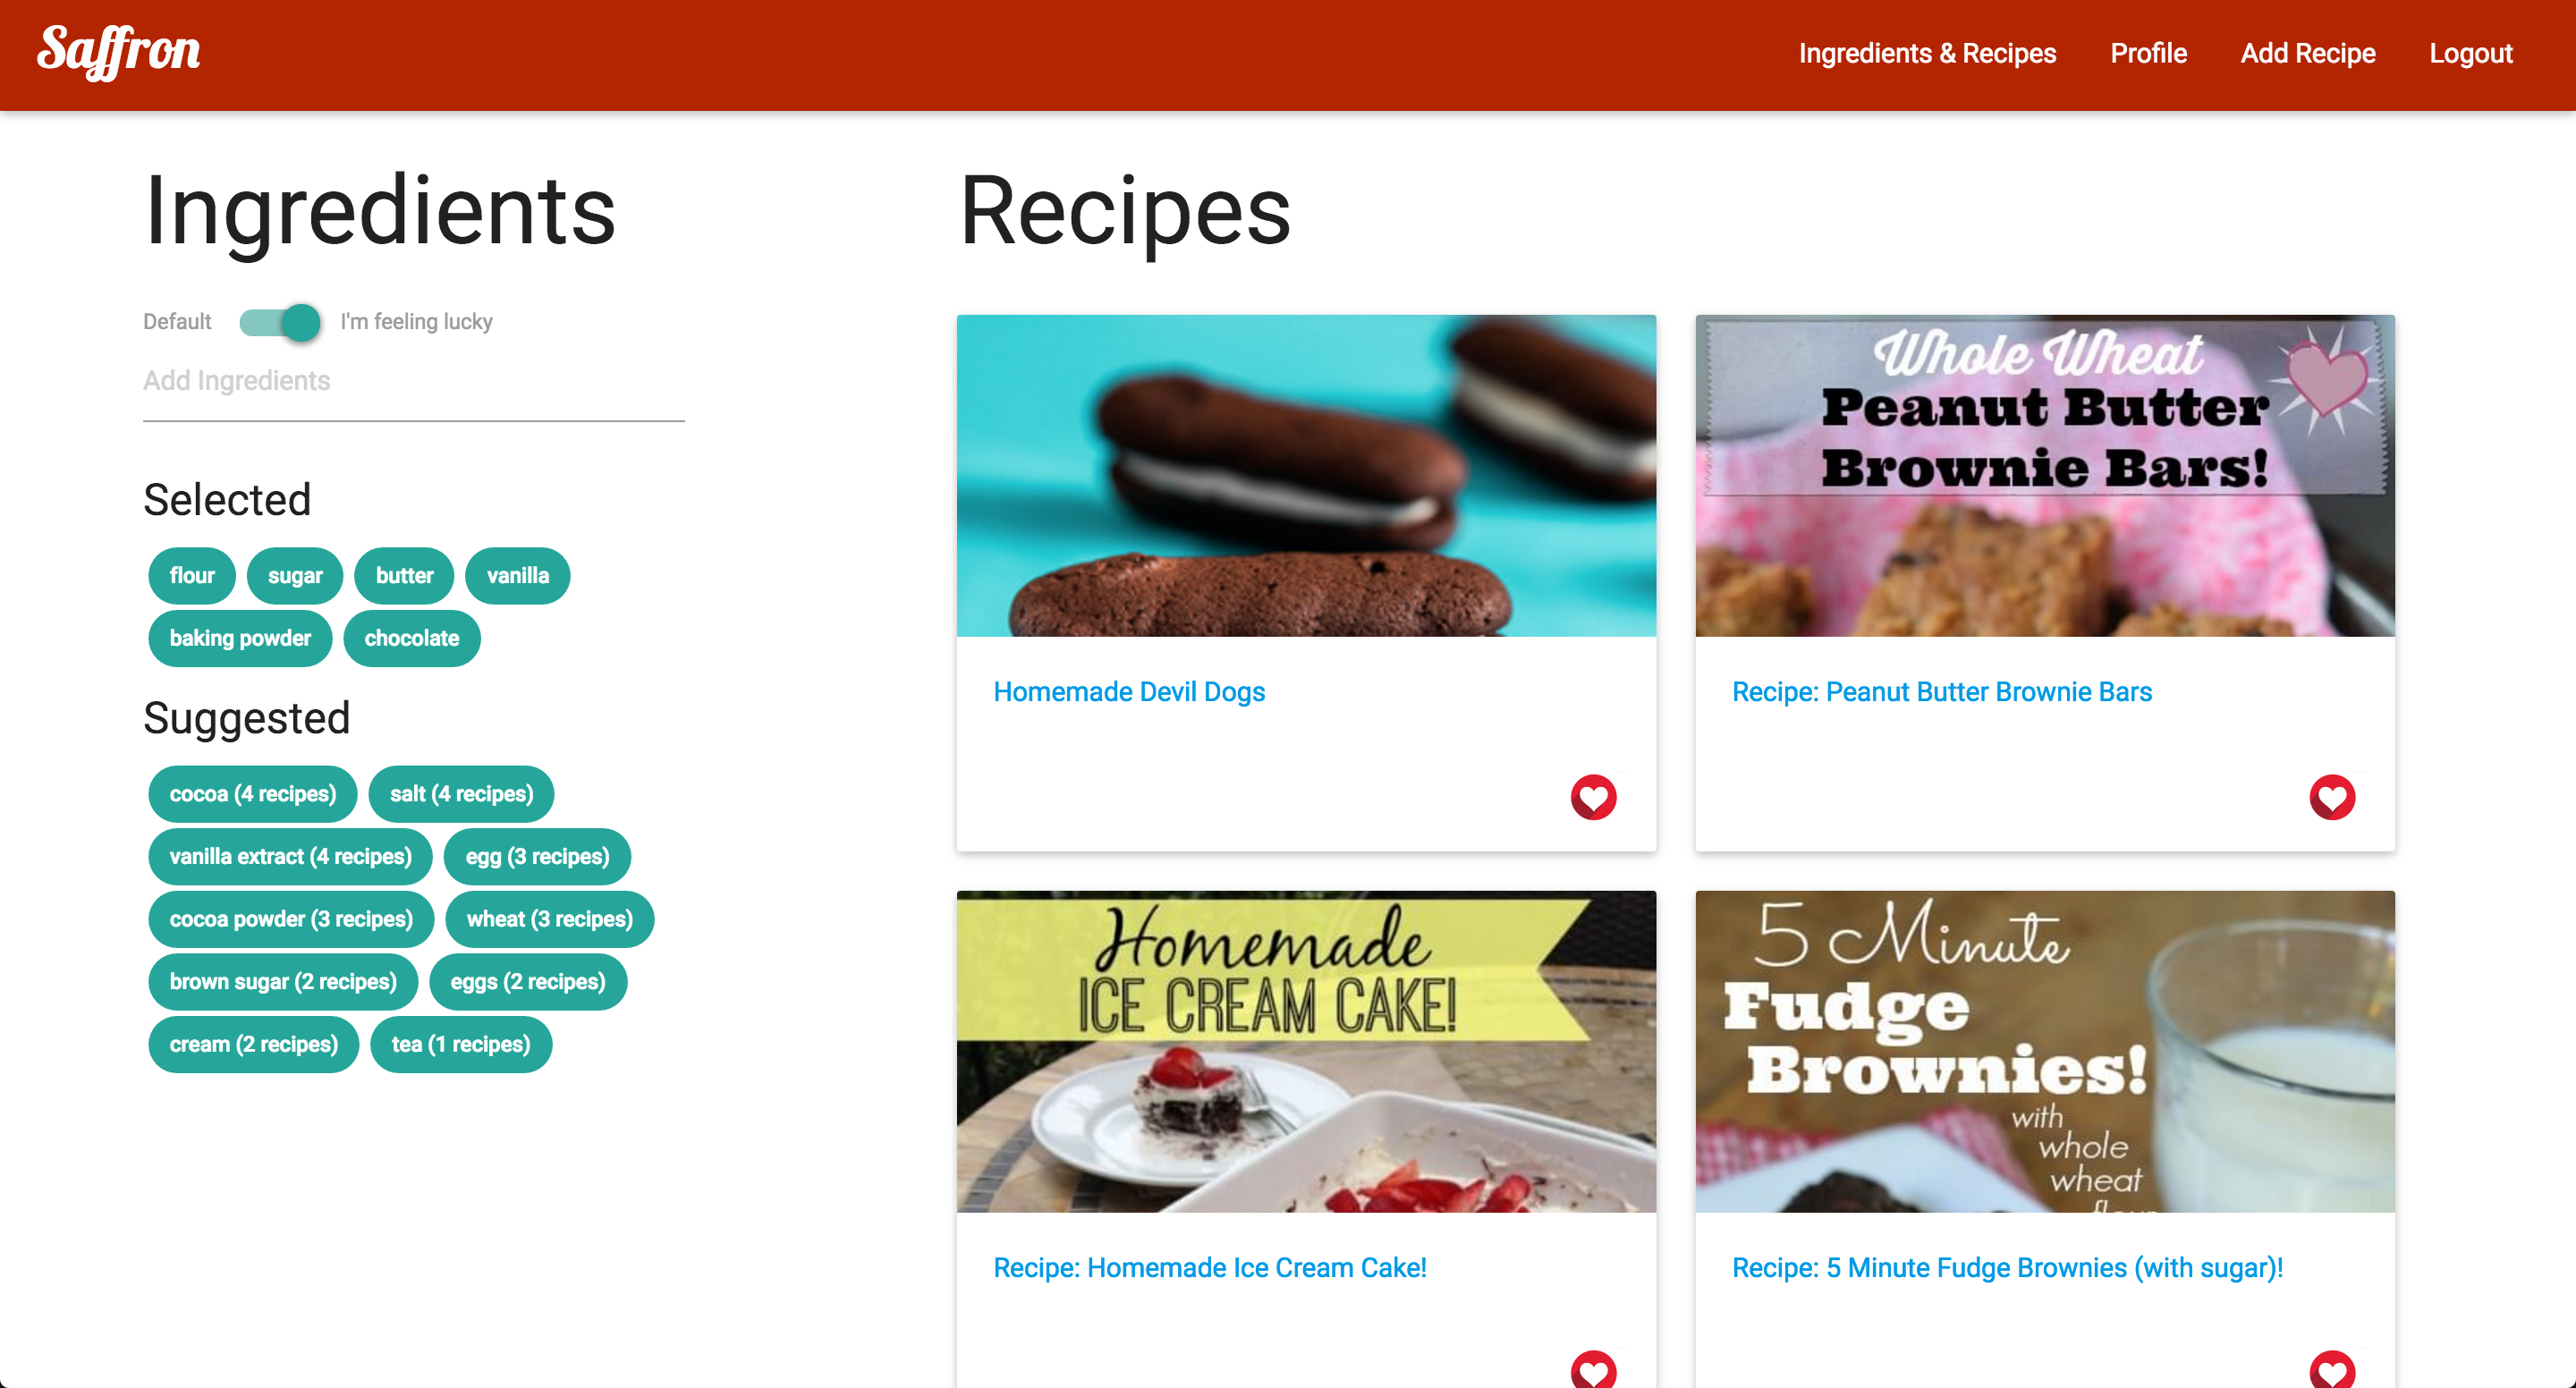 Saffron
Ingredients & Recipes Profile Add Recipe Logout
Ingredients
Default I'm feeling lucky
Add Ingredients
Selected
flour sugar butter vanilla
baking powder chocolate
Suggested
cocoa (4 recipes) salt (4 recipes)
vanilla extract (4 recipes) egg (3 recipes)
cocoa powder (3 recipes) wheat (3 recipes)
brown sugar (2 recipes) eggs (2 recipes)
cream (2 recipes) tea (1 recipes)
Recipes
Homemade Devil Dogs
Whole Wheat
Peanut Butter
Brownie Bars!
Recipe: Peanut Butter Brownie Bars
Homemade
ICE CREAM CAKE!
Recipe: Homemade Ice Cream Cake!
5 Minute
Fudge
Brownies!
with
whole
wheat
Recipe: 5 Minute Fudge Brownies (with sugar)!